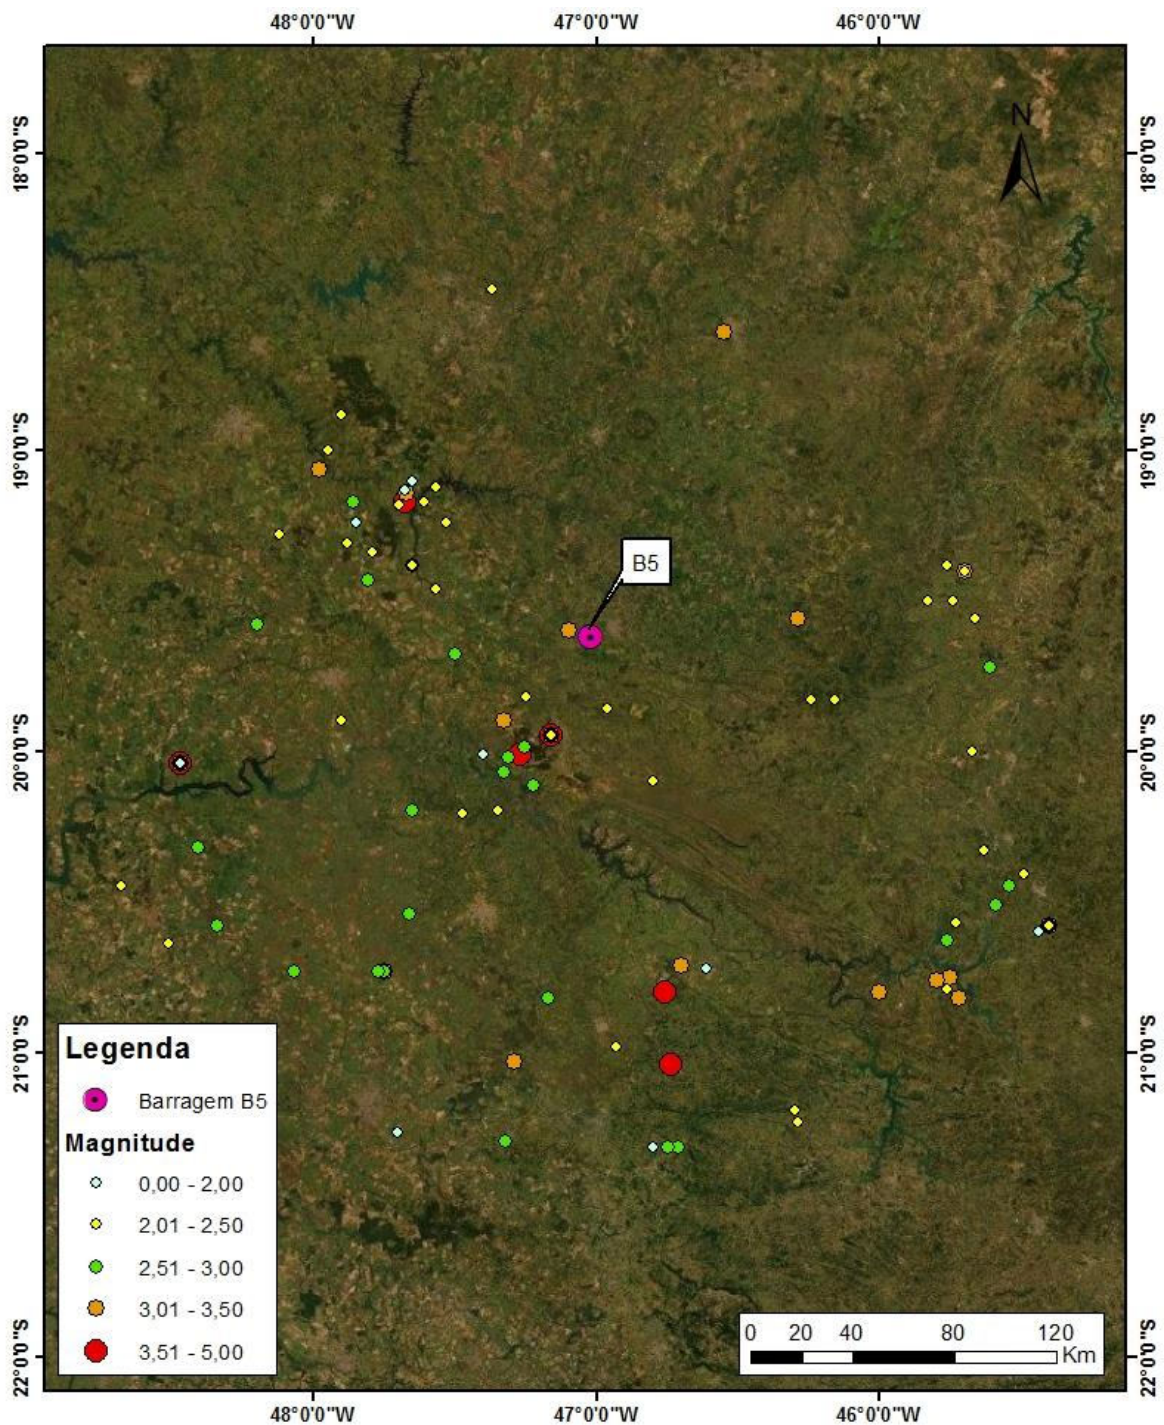 48°0'0"W
47°0'0"W
46°0'0"W
N
18°0'0"S
18°0'0"S
19°0'0"S
19°0'0"S
B5
20°0'0"S
20°0'0"S
21°0'0"S
21°0'0"S
Legenda
Barragem B5
Magnitude
0,00 - 2,00
2,01 - 2,50
2,51 - 3,00
3,01 - 3,50
3,51 - 5,00
0 20 40 80 120
Km
22°0'0"S
22°0'0"S
48°0'0"W
47°0'0"W
46°0'0"W